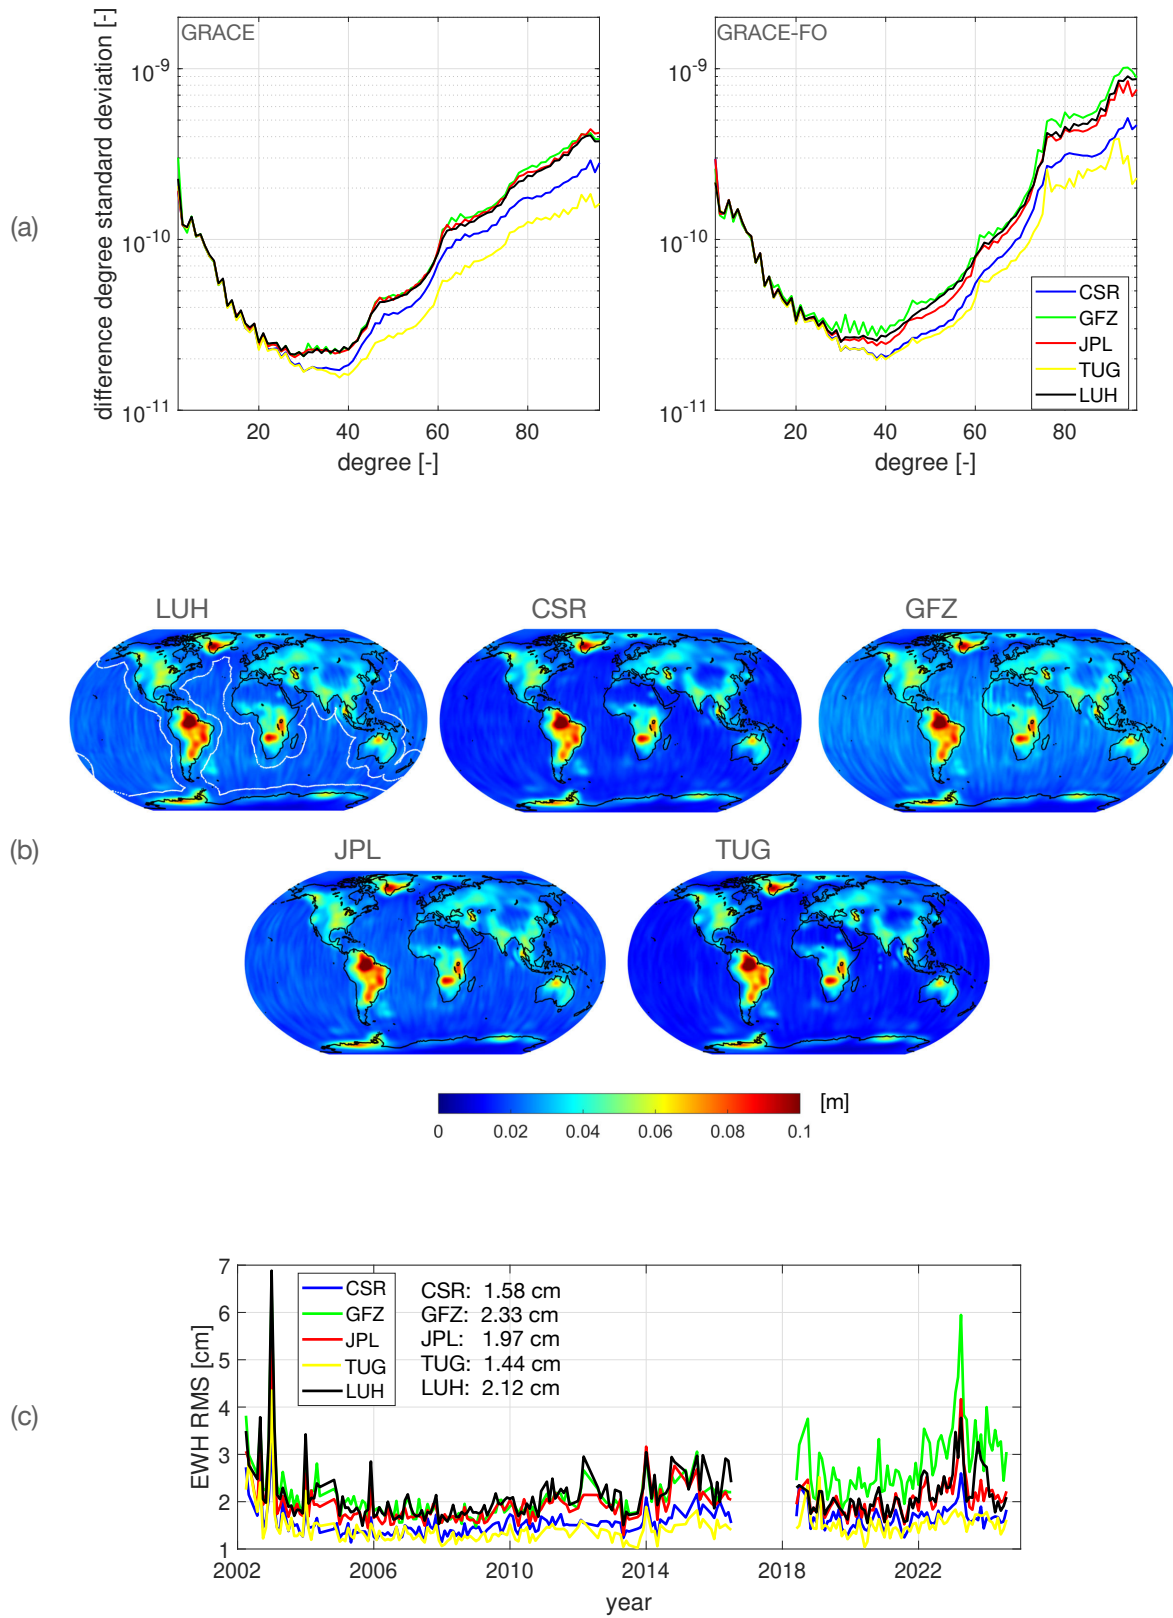 (a)
difference degree standard deviation [-]
GRACE
10-9
10-10
10-11
20 40 60 80
degree [-]
GRACE-FO
10-9
10-10
10-11
20 40 60 80
degree [-]
CSR
GFZ
JPL
TUG
LUH
(b)
LUH CSR GFZ
JPL TUG
[m]
0 0.02 0.04 0.06 0.08 0.1
(c)
EWH RMS [cm]
7
6
5
4
3
2
1
CSR
GFZ
JPL
TUG
LUH
CSR: 1.58 cm
GFZ: 2.33 cm
JPL: 1.97 cm
TUG: 1.44 cm
LUH: 2.12 cm
2002 2006 2010 2014 2018 2022
year